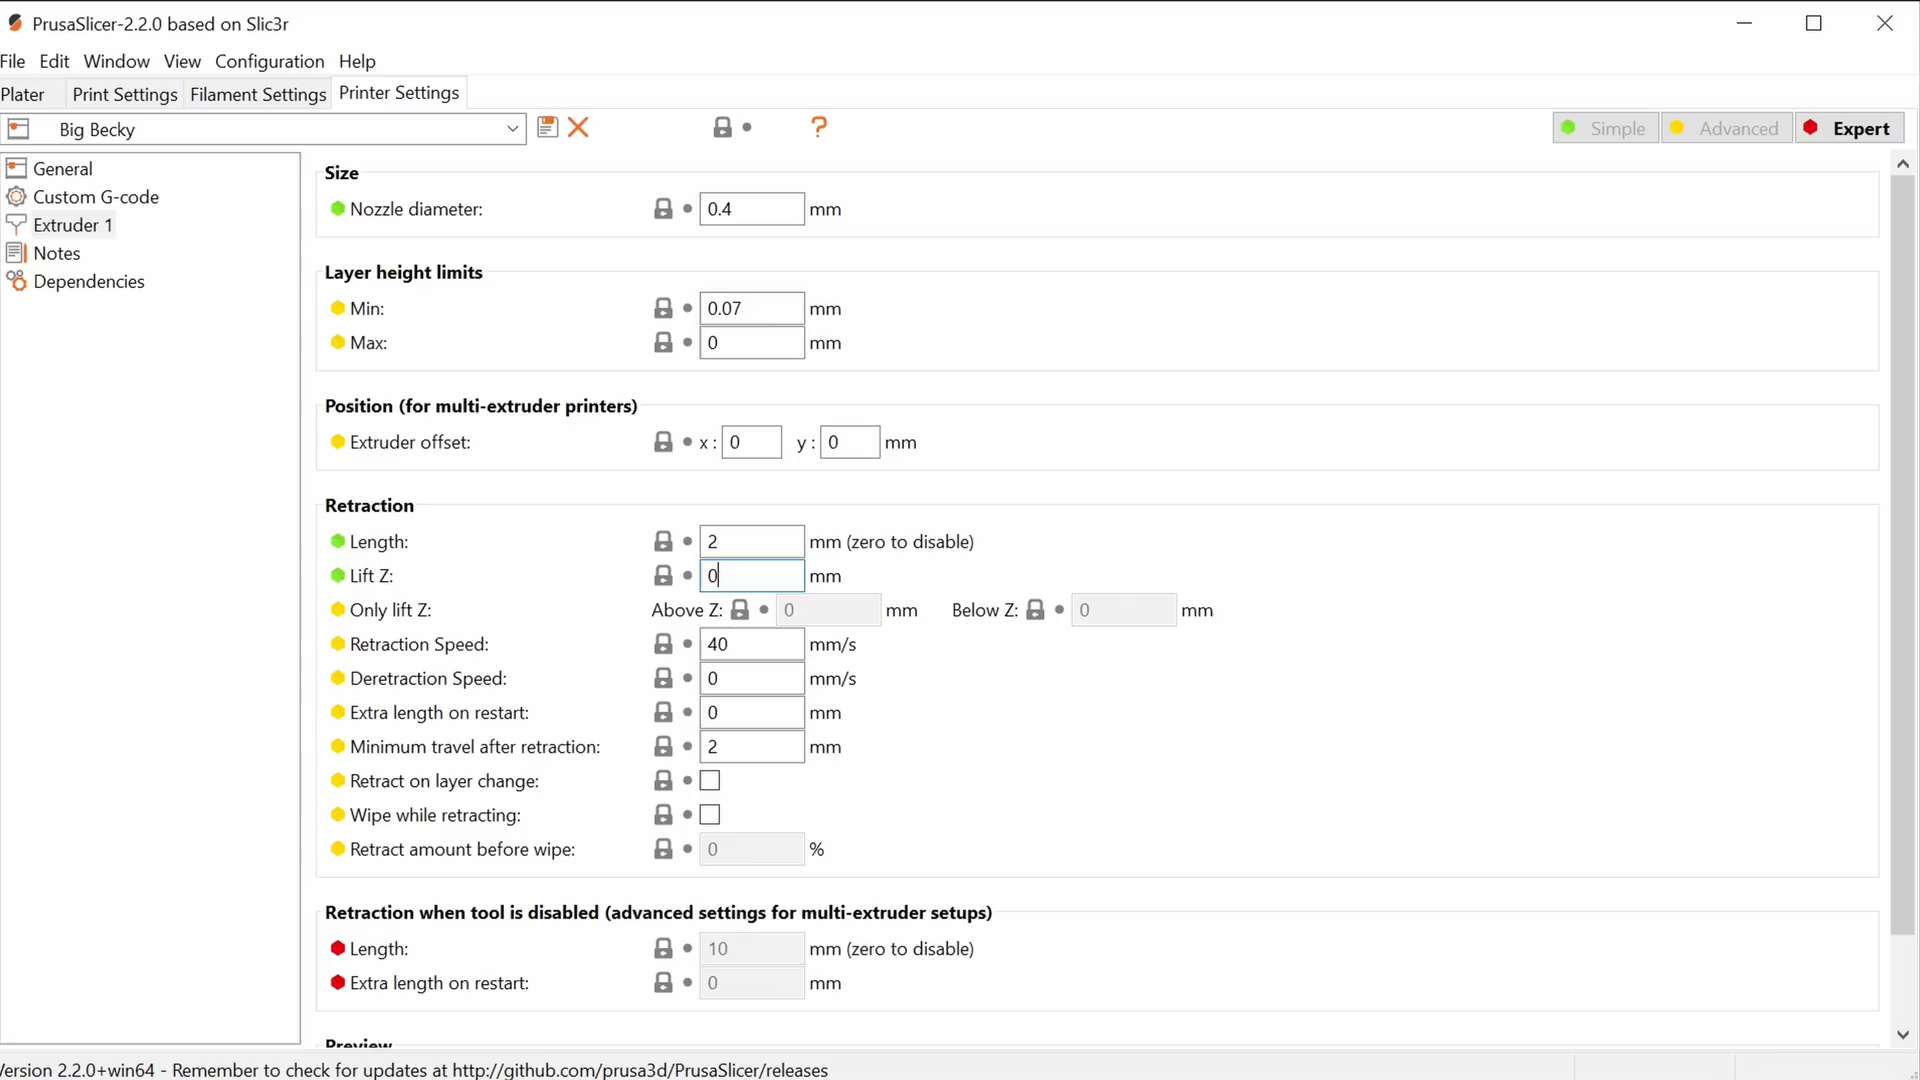 PrusaSlicer-2.2.0 based on Slic3r
File Edit Window View Configuration Help
Plater Print Settings Filament Settings Printer Settings
Big Becky ? Simple Advanced Expert
General
Custom G-code
Extruder 1
Notes
Dependencies
Size
Nozzle diameter: 0.4 mm
Layer height limits
Min: 0.07 mm
Max: 0 mm
Position (for multi-extruder printers)
Extruder offset: x : 0 y : 0 mm
Retraction
Length: 2 mm (zero to disable)
Lift Z: 0 mm
Only lift Z: Above Z: 0 mm Below Z: 0 mm
Retraction Speed: 40 mm/s
Deretraction Speed: 0 mm/s
Extra length on restart: 0 mm
Minimum travel after retraction: 2 mm
Retract on layer change:
Wipe while retracting:
Retract amount before wipe: 0 %
Retraction when tool is disabled (advanced settings for multi-extruder setups)
Length: 10 mm (zero to disable)
Extra length on restart: 0 mm
Preview
Version 2.2.0+win64 - Remember to check for updates at http://github.com/prusa3d/PrusaSlicer/releases